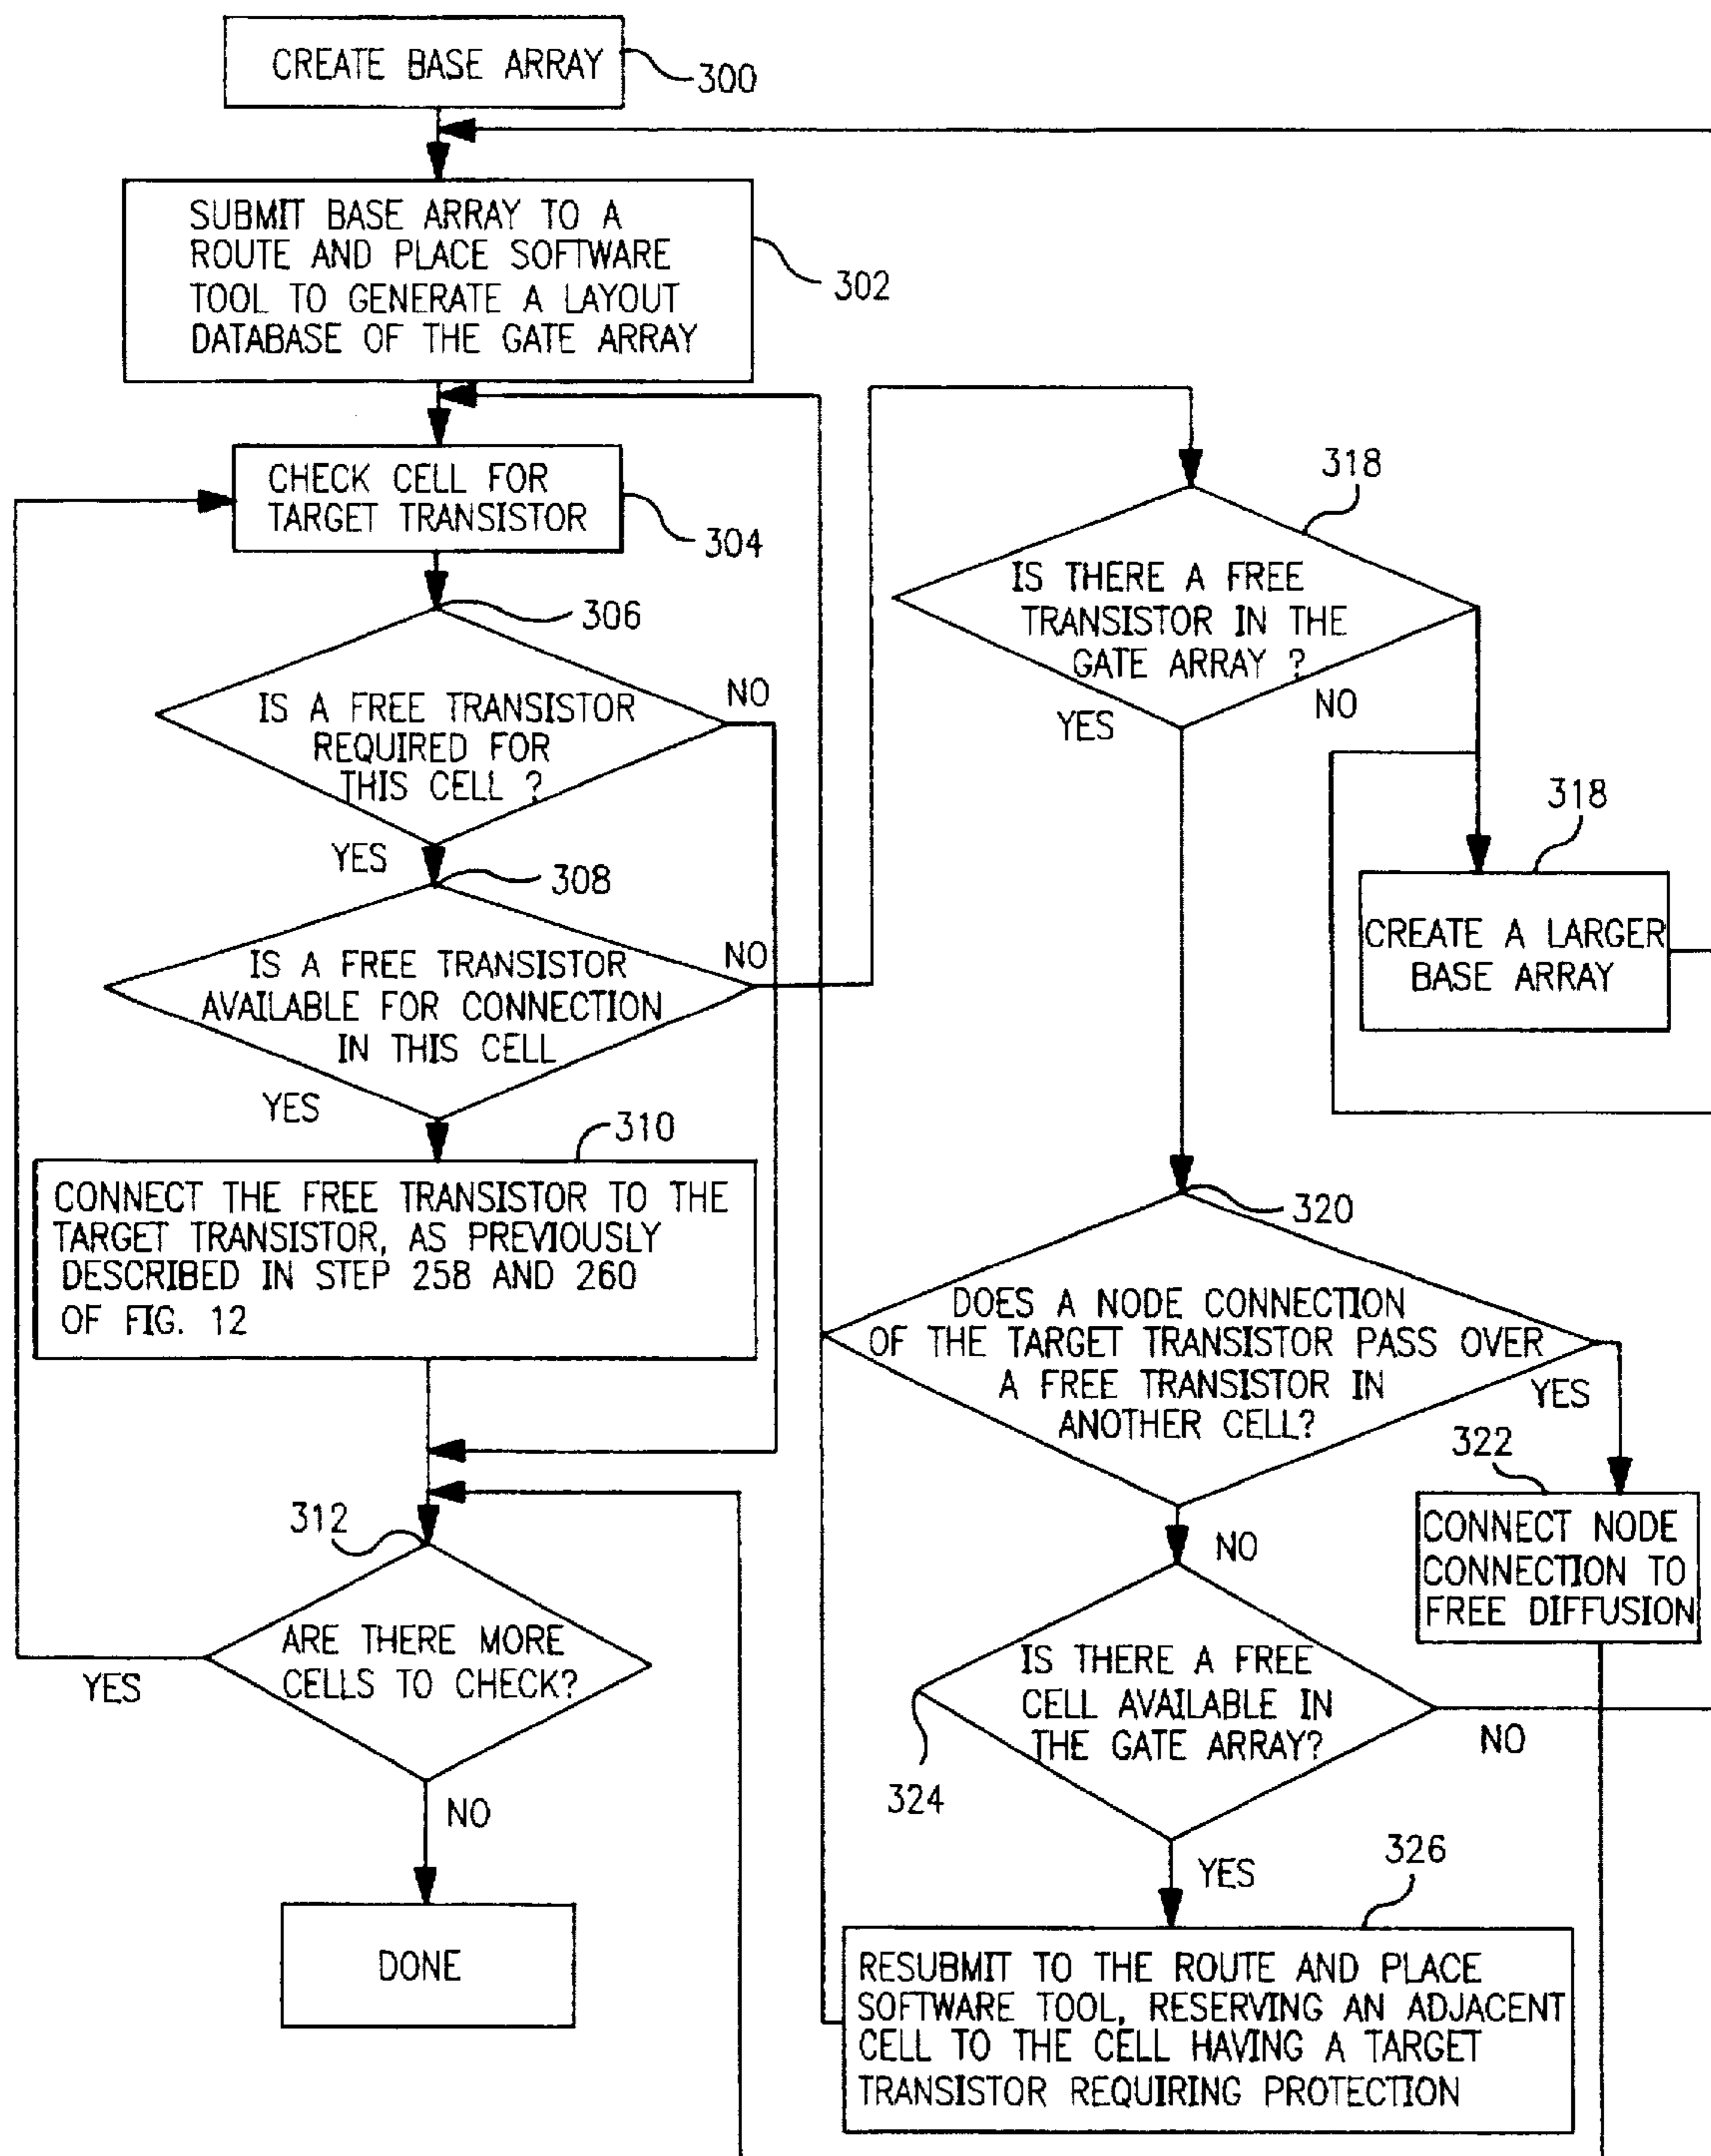 CREATE BASE ARRAY
300
SUBMIT BASE ARRAY TO A
ROUTE AND PLACE SOFTWARE
TOOL TO GENERATE A LAYOUT
DATABASE OF THE GATE ARRAY
302
CHECK CELL FOR
TARGET TRANSISTOR
304
306
IS A FREE TRANSISTOR
REQUIRED FOR
THIS CELL ?
NO
YES
308
IS A FREE TRANSISTOR
AVAILABLE FOR CONNECTION
IN THIS CELL
NO
YES
310
CONNECT THE FREE TRANSISTOR TO THE
TARGET TRANSISTOR, AS PREVIOUSLY
DESCRIBED IN STEP 258 AND 260
OF FIG. 12
312
ARE THERE MORE
CELLS TO CHECK?
YES
NO
DONE
318
IS THERE A FREE
TRANSISTOR IN THE
GATE ARRAY ?
YES
NO
318
CREATE A LARGER
BASE ARRAY
320
DOES A NODE CONNECTION
OF THE TARGET TRANSISTOR PASS OVER
A FREE TRANSISTOR IN
ANOTHER CELL?
YES
NO
322
CONNECT NODE
CONNECTION TO
FREE DIFFUSION
IS THERE A FREE
CELL AVAILABLE IN
THE GATE ARRAY?
324
NO
YES
326
RESUBMIT TO THE ROUTE AND PLACE
SOFTWARE TOOL, RESERVING AN ADJACENT
CELL TO THE CELL HAVING A TARGET
TRANSISTOR REQUIRING PROTECTION